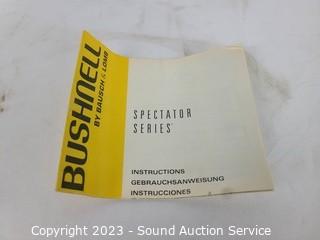 BUSHNELL
BY BAUSCH & LOMB
SPECTATOR
SERIES
INSTRUCTIONS
GEBRAUCHSANWEISUNG
INSTRUCCIONES
Copyright 2023 - Sound Auction Service